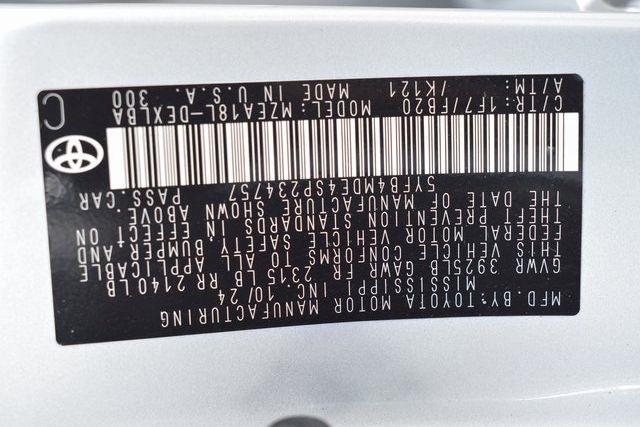 MFD.BY:TOYOTA MOTOR MANUFACTURING
MISSISSIPPI INC. 10/24
GVWR 3925LB GAWR FR 2315LB RR 2140LB
THIS VEHICLE CONFORMS TO ALL APPLICABLE
FEDERAL MOTOR VEHICLE SAFETY, BUMPER AND
THEFT PREVENTION STANDARDS IN EFFECT ON
THE DATE OF MANUFACTURE SHOWN ABOVE.
5YFB4MDE4SP234757 PASS.CAR
C/TR: 1F7/FB20 MODEL: MZEA18L-DEXLBA
A/TM: /K121 MADE IN U.S.A. 300
C